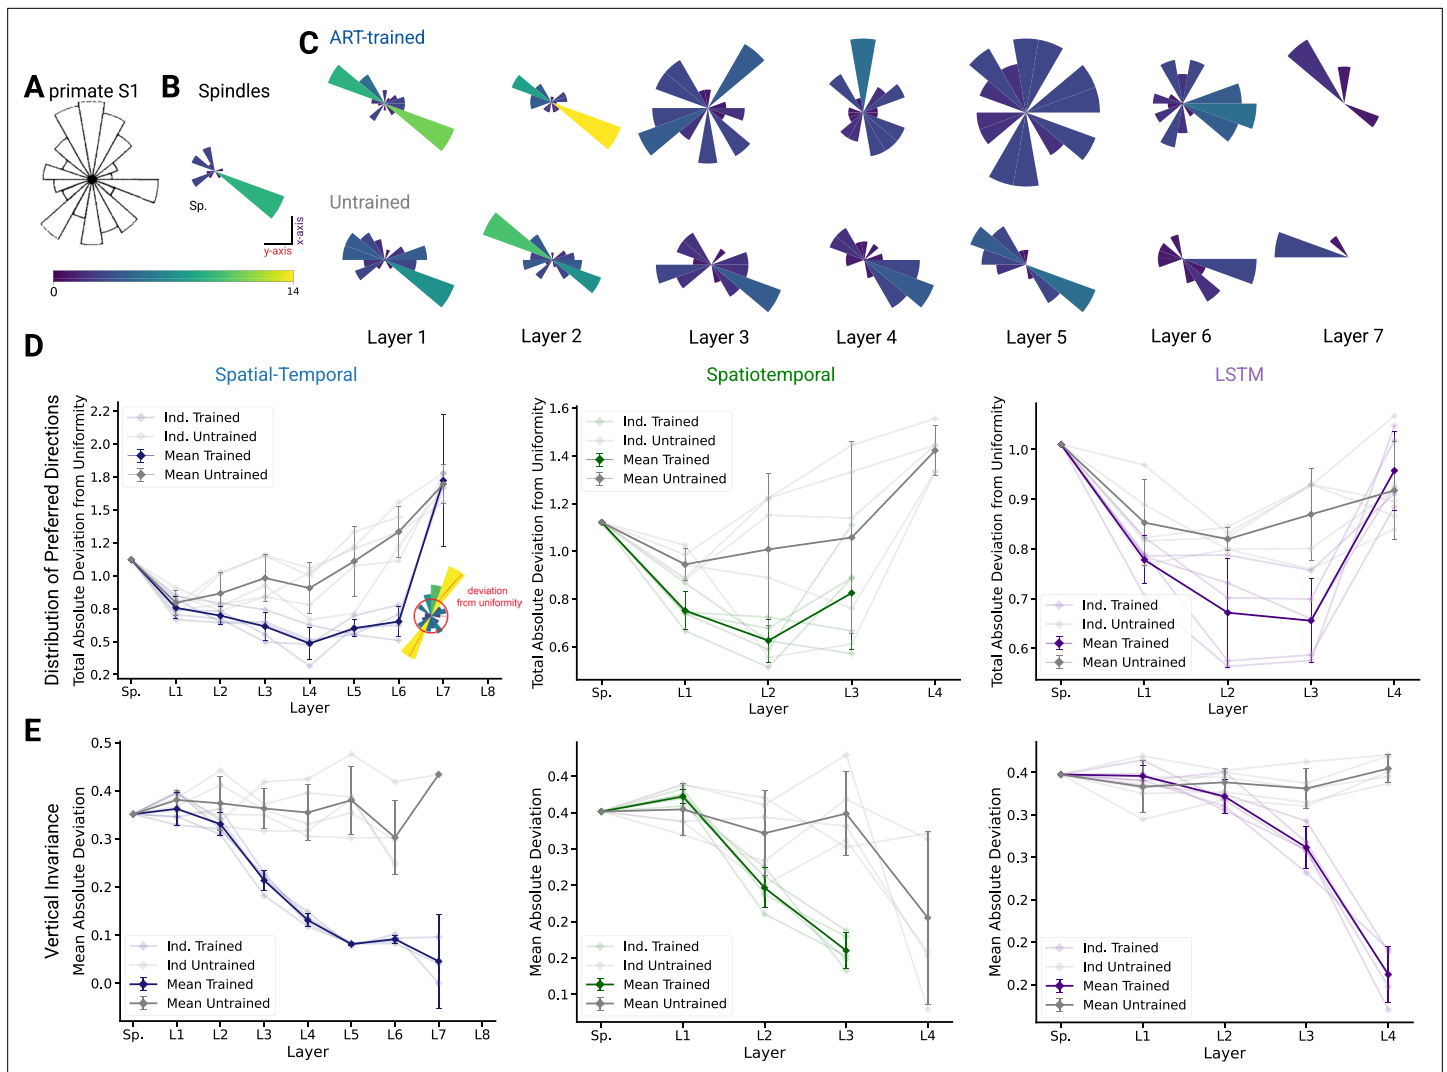 C ART-trained
A primate S1
B Spindles
Sp.
x-axis
y-axis
0 14
Untrained
Layer 1 Layer 2 Layer 3 Layer 4 Layer 5 Layer 6 Layer 7
D
Spatial-Temporal
Distribution of Preferred Directions
Total Absolute Deviation from Uniformity
2.2
2.0
1.8
1.5
1.2
1.0
0.8
0.5
0.2
Ind. Trained
Ind. Untrained
Mean Trained
Mean Untrained
deviation
from uniformity
Sp. L1 L2 L3 L4 L5 L6 L7 L8
Layer
Spatiotemporal
Total Absolute Deviation from Uniformity
1.6
1.4
1.2
1.0
0.8
0.6
Ind. Trained
Ind. Untrained
Mean Trained
Mean Untrained
Sp. L1 L2 L3 L4
Layer
LSTM
Total Absolute Deviation from Uniformity
1.0
0.9
0.8
0.7
0.6
Ind. Trained
Ind. Untrained
Mean Trained
Mean Untrained
Sp. L1 L2 L3 L4
Layer
E
Vertical Invariance
Mean Absolute Deviation
0.5
0.4
0.3
0.2
0.1
0.0
Ind. Trained
Ind Untrained
Mean Trained
Mean Untrained
Sp. L1 L2 L3 L4 L5 L6 L7 L8
Layer
Mean Absolute Deviation
0.4
0.4
0.3
0.2
0.2
0.2
0.1
Ind. Trained
Ind Untrained
Mean Trained
Mean Untrained
Sp. L1 L2 L3 L4
Layer
Mean Absolute Deviation
0.4
0.3
0.3
0.2
0.2
0.2
Ind. Trained
Ind Untrained
Mean Trained
Mean Untrained
Sp. L1 L2 L3 L4
Layer